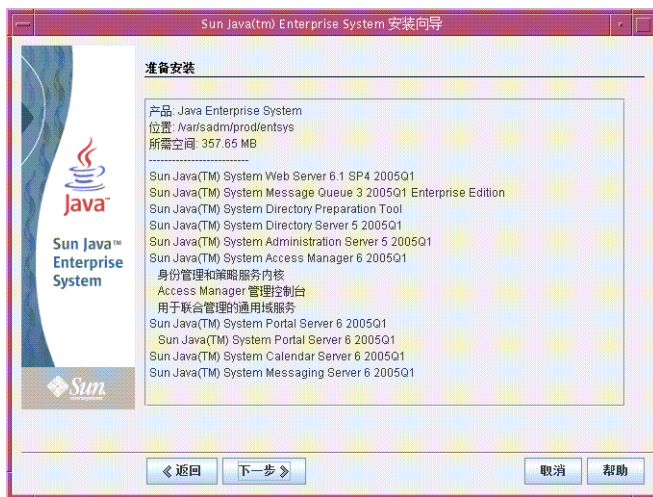 Sun Java(tm) Enterprise System 安装向导
准备安装
产品: Java Enterprise System
位置: /var/sadm/prod/entsys
所需空间: 357.65 MB
--------------------------
Sun Java(TM) System Web Server 6.1 SP4 2005Q1
Sun Java(TM) System Message Queue 3 2005Q1 Enterprise Edition
Sun Java(TM) System Directory Preparation Tool
Sun Java(TM) System Directory Server 5 2005Q1
Sun Java(TM) System Administration Server 5 2005Q1
Sun Java(TM) System Access Manager 6 2005Q1
身份管理和策略服务内核
Access Manager 管理控制台
用于联合管理的通用域服务
Sun Java(TM) System Portal Server 6 2005Q1
Sun Java(TM) System Portal Server 6 2005Q1
Sun Java(TM) System Calendar Server 6 2005Q1
Sun Java(TM) System Messaging Server 6 2005Q1
Java™
Sun Java™
Enterprise
System
Sun
microsystems
《返回
下一步》
取消
帮助